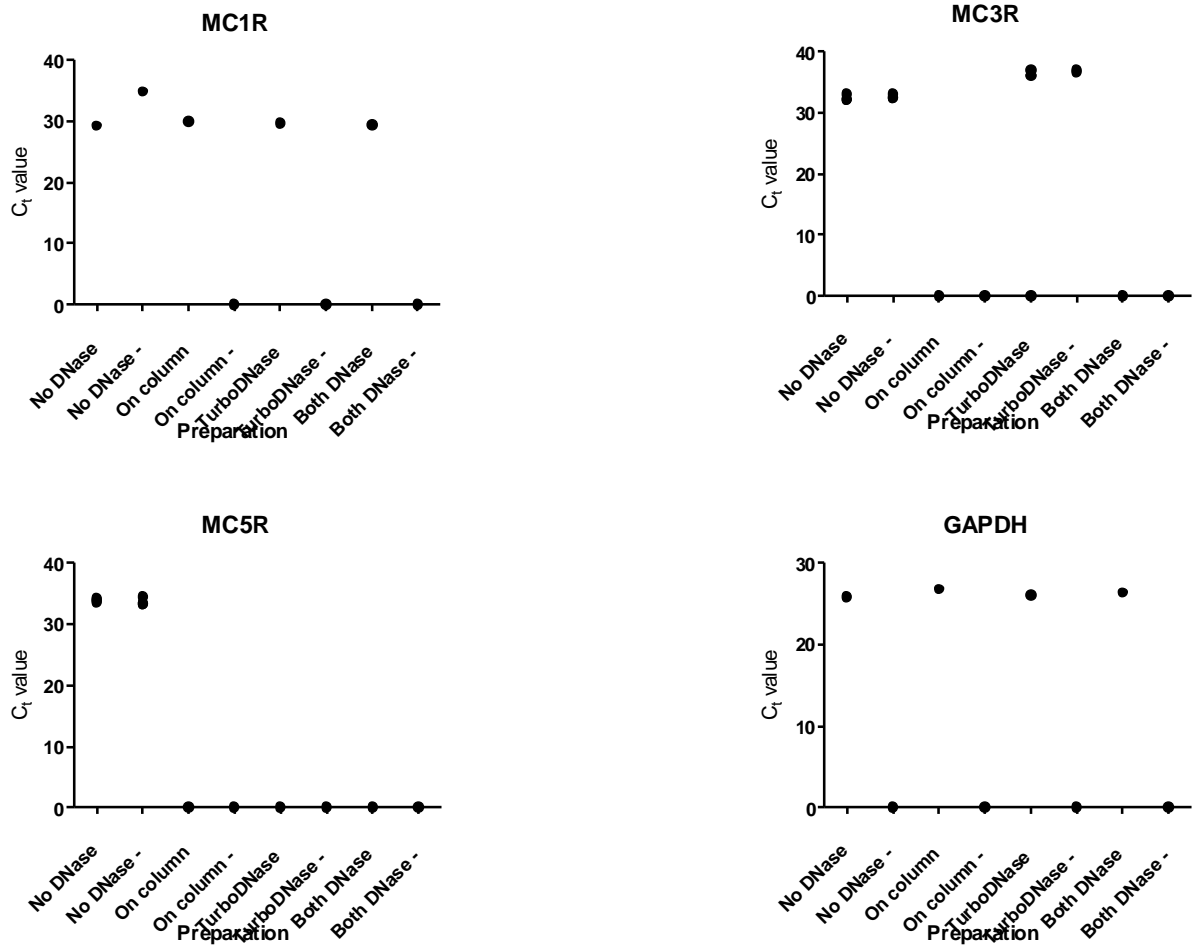 MC1R
40
30
20
10
0
Ct value
No DNase
No DNase -
On column
On column -
TurboDNase
TurboDNase -
Both DNase
Both DNase -
Preparation
MC3R
40
30
20
10
0
Ct value
No DNase
No DNase -
On column
On column -
TurboDNase
TurboDNase -
Both DNase
Both DNase -
Preparation
MC5R
40
30
20
10
0
Ct value
No DNase
No DNase -
On column
On column -
TurboDNase
TurboDNase -
Both DNase
Both DNase -
Preparation
GAPDH
30
20
10
0
Ct value
No DNase
No DNase -
On column
On column -
TurboDNase
TurboDNase -
Both DNase
Both DNase -
Preparation